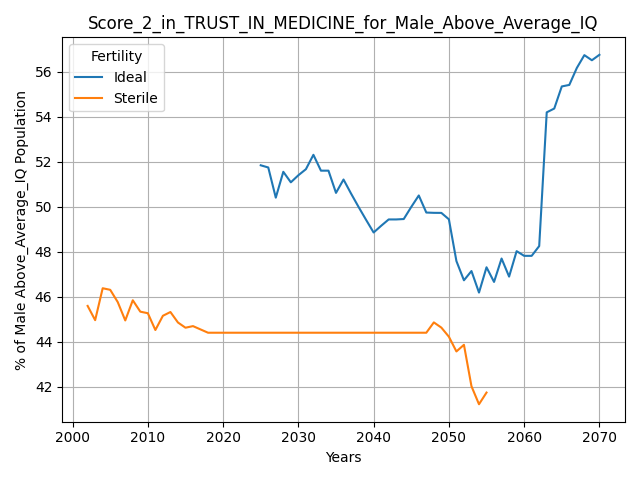 Score_2_in_TRUST_IN_MEDICINE_for_Male_Above_Average_IQ
% of Male Above_Average_IQ Population
Fertility
Ideal
Sterile
56
54
52
50
48
46
44
42
2000 2010 2020 2030 2040 2050 2060 2070
Years